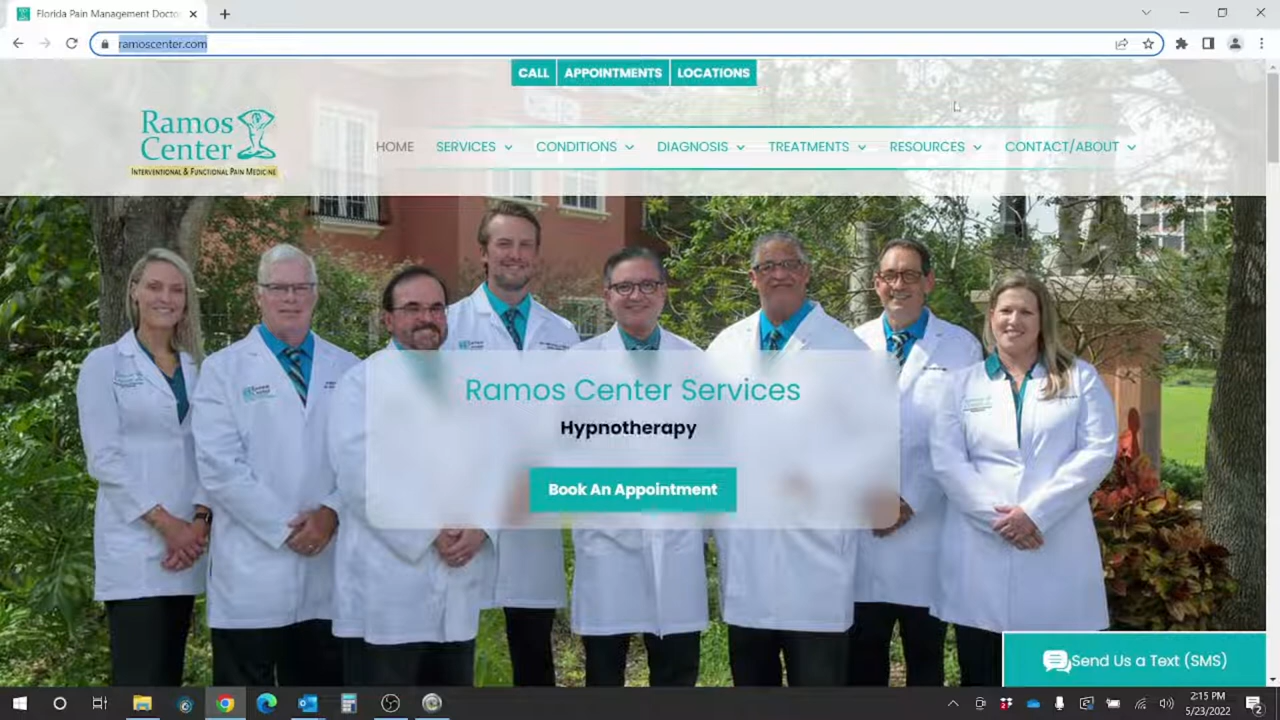 Florida Pain Management Docto
ramoscenter.com
CALL APPOINTMENTS LOCATIONS
Ramos
Center
INTERVENTIONAL & FUNCTIONAL PAIN MEDICINE
HOME SERVICES CONDITIONS DIAGNOSIS TREATMENTS RESOURCES CONTACT/ABOUT
Ramos Center Services
Hypnotherapy
Book An Appointment
Send Us a Text (SMS)
2:15 PM
5/23/2022
2